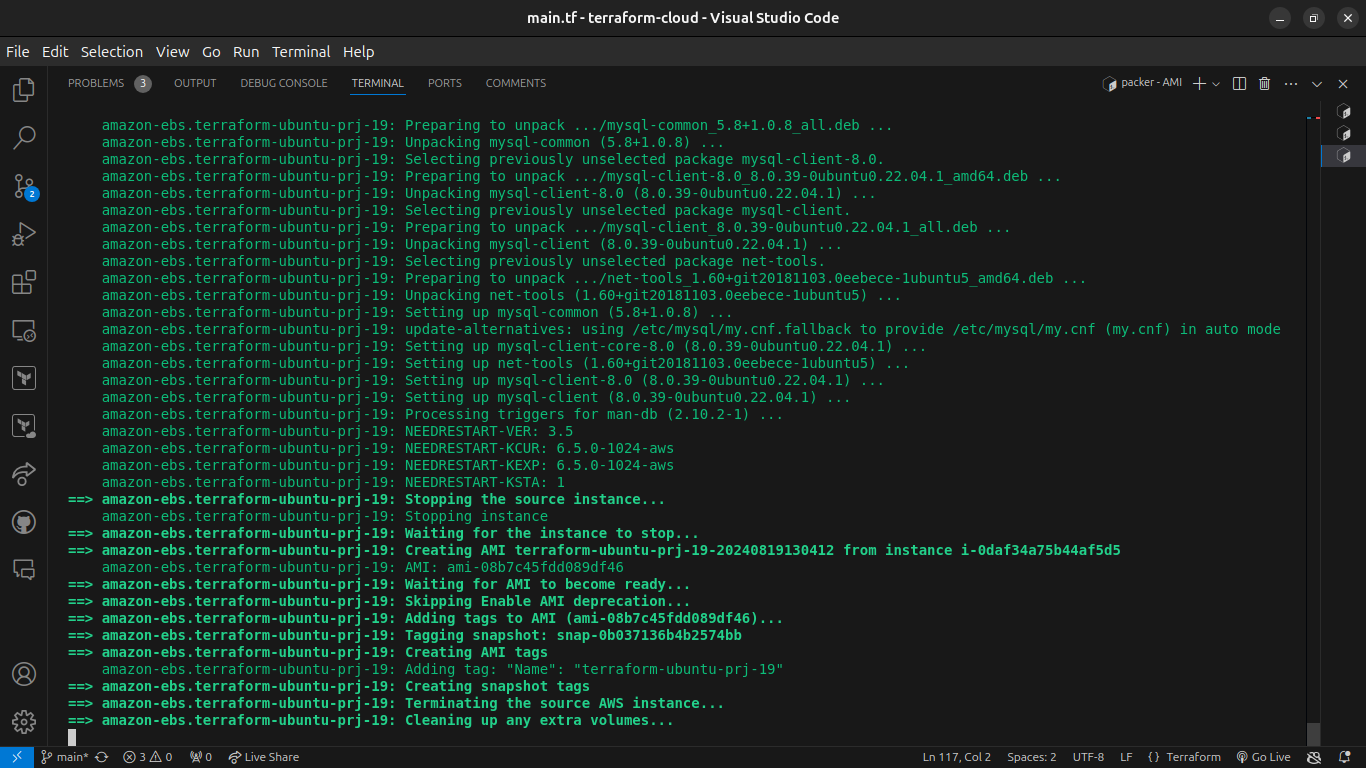 main.tf - terraform-cloud - Visual Studio Code
File Edit Selection View Go Run Terminal Help
PROBLEMS 3 OUTPUT DEBUG CONSOLE TERMINAL PORTS COMMENTS packer - AMI
amazon-ebs.terraform-ubuntu-prj-19: Preparing to unpack .../mysql-common_5.8+1.0.8_all.deb ...
amazon-ebs.terraform-ubuntu-prj-19: Unpacking mysql-common (5.8+1.0.8) ...
amazon-ebs.terraform-ubuntu-prj-19: Selecting previously unselected package mysql-client-8.0.
amazon-ebs.terraform-ubuntu-prj-19: Preparing to unpack .../mysql-client-8.0_8.0.39-0ubuntu0.22.04.1_amd64.deb ...
amazon-ebs.terraform-ubuntu-prj-19: Unpacking mysql-client-8.0 (8.0.39-0ubuntu0.22.04.1) ...
amazon-ebs.terraform-ubuntu-prj-19: Selecting previously unselected package mysql-client.
amazon-ebs.terraform-ubuntu-prj-19: Preparing to unpack .../mysql-client_8.0.39-0ubuntu0.22.04.1_all.deb ...
amazon-ebs.terraform-ubuntu-prj-19: Unpacking mysql-client (8.0.39-0ubuntu0.22.04.1) ...
amazon-ebs.terraform-ubuntu-prj-19: Selecting previously unselected package net-tools.
amazon-ebs.terraform-ubuntu-prj-19: Preparing to unpack .../net-tools_1.60+git20181103.0eebece-1ubuntu5_amd64.deb ...
amazon-ebs.terraform-ubuntu-prj-19: Unpacking net-tools (1.60+git20181103.0eebece-1ubuntu5) ...
amazon-ebs.terraform-ubuntu-prj-19: Setting up mysql-common (5.8+1.0.8) ...
amazon-ebs.terraform-ubuntu-prj-19: update-alternatives: using /etc/mysql/my.cnf.fallback to provide /etc/mysql/my.cnf (my.cnf) in auto mode
amazon-ebs.terraform-ubuntu-prj-19: Setting up mysql-client-core-8.0 (8.0.39-0ubuntu0.22.04.1) ...
amazon-ebs.terraform-ubuntu-prj-19: Setting up net-tools (1.60+git20181103.0eebece-1ubuntu5) ...
amazon-ebs.terraform-ubuntu-prj-19: Setting up mysql-client-8.0 (8.0.39-0ubuntu0.22.04.1) ...
amazon-ebs.terraform-ubuntu-prj-19: Setting up mysql-client (8.0.39-0ubuntu0.22.04.1) ...
amazon-ebs.terraform-ubuntu-prj-19: Processing triggers for man-db (2.10.2-1) ...
amazon-ebs.terraform-ubuntu-prj-19: NEEDRESTART-VER: 3.5
amazon-ebs.terraform-ubuntu-prj-19: NEEDRESTART-KCUR: 6.5.0-1024-aws
amazon-ebs.terraform-ubuntu-prj-19: NEEDRESTART-KEXP: 6.5.0-1024-aws
amazon-ebs.terraform-ubuntu-prj-19: NEEDRESTART-KSTA: 1
==> amazon-ebs.terraform-ubuntu-prj-19: Stopping the source instance...
amazon-ebs.terraform-ubuntu-prj-19: Stopping instance
==> amazon-ebs.terraform-ubuntu-prj-19: Waiting for the instance to stop...
==> amazon-ebs.terraform-ubuntu-prj-19: Creating AMI terraform-ubuntu-prj-19-20240819130412 from instance i-0daf34a75b44af5d5
amazon-ebs.terraform-ubuntu-prj-19: AMI: ami-08b7c45fdd089df46
==> amazon-ebs.terraform-ubuntu-prj-19: Waiting for AMI to become ready...
==> amazon-ebs.terraform-ubuntu-prj-19: Skipping Enable AMI deprecation...
==> amazon-ebs.terraform-ubuntu-prj-19: Adding tags to AMI (ami-08b7c45fdd089df46)...
==> amazon-ebs.terraform-ubuntu-prj-19: Tagging snapshot: snap-0b037136b4b2574bb
==> amazon-ebs.terraform-ubuntu-prj-19: Creating AMI tags
amazon-ebs.terraform-ubuntu-prj-19: Adding tag: "Name": "terraform-ubuntu-prj-19"
==> amazon-ebs.terraform-ubuntu-prj-19: Creating snapshot tags
==> amazon-ebs.terraform-ubuntu-prj-19: Terminating the source AWS instance...
==> amazon-ebs.terraform-ubuntu-prj-19: Cleaning up any extra volumes...
2
main* 3 0 0 Live Share Ln 117, Col 2 Spaces: 2 UTF-8 LF {} Terraform Go Live